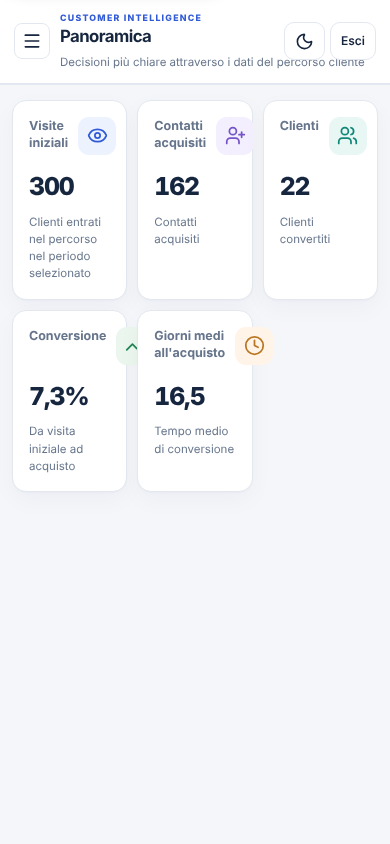 CUSTOMER INTELLIGENCE
Panoramica
Decisioni più chiare attraverso i dati del percorso cliente
Esci
Visite
iniziali
300
Clienti entrati
nel percorso
nel periodo
selezionato
Contatti
acquisiti
162
Contatti
acquisiti
Clienti
22
Clienti
convertiti
Conversione
7,3%
Da visita
iniziale ad
acquisto
Giorni medi
all'acquisto
16,5
Tempo medio
di conversione